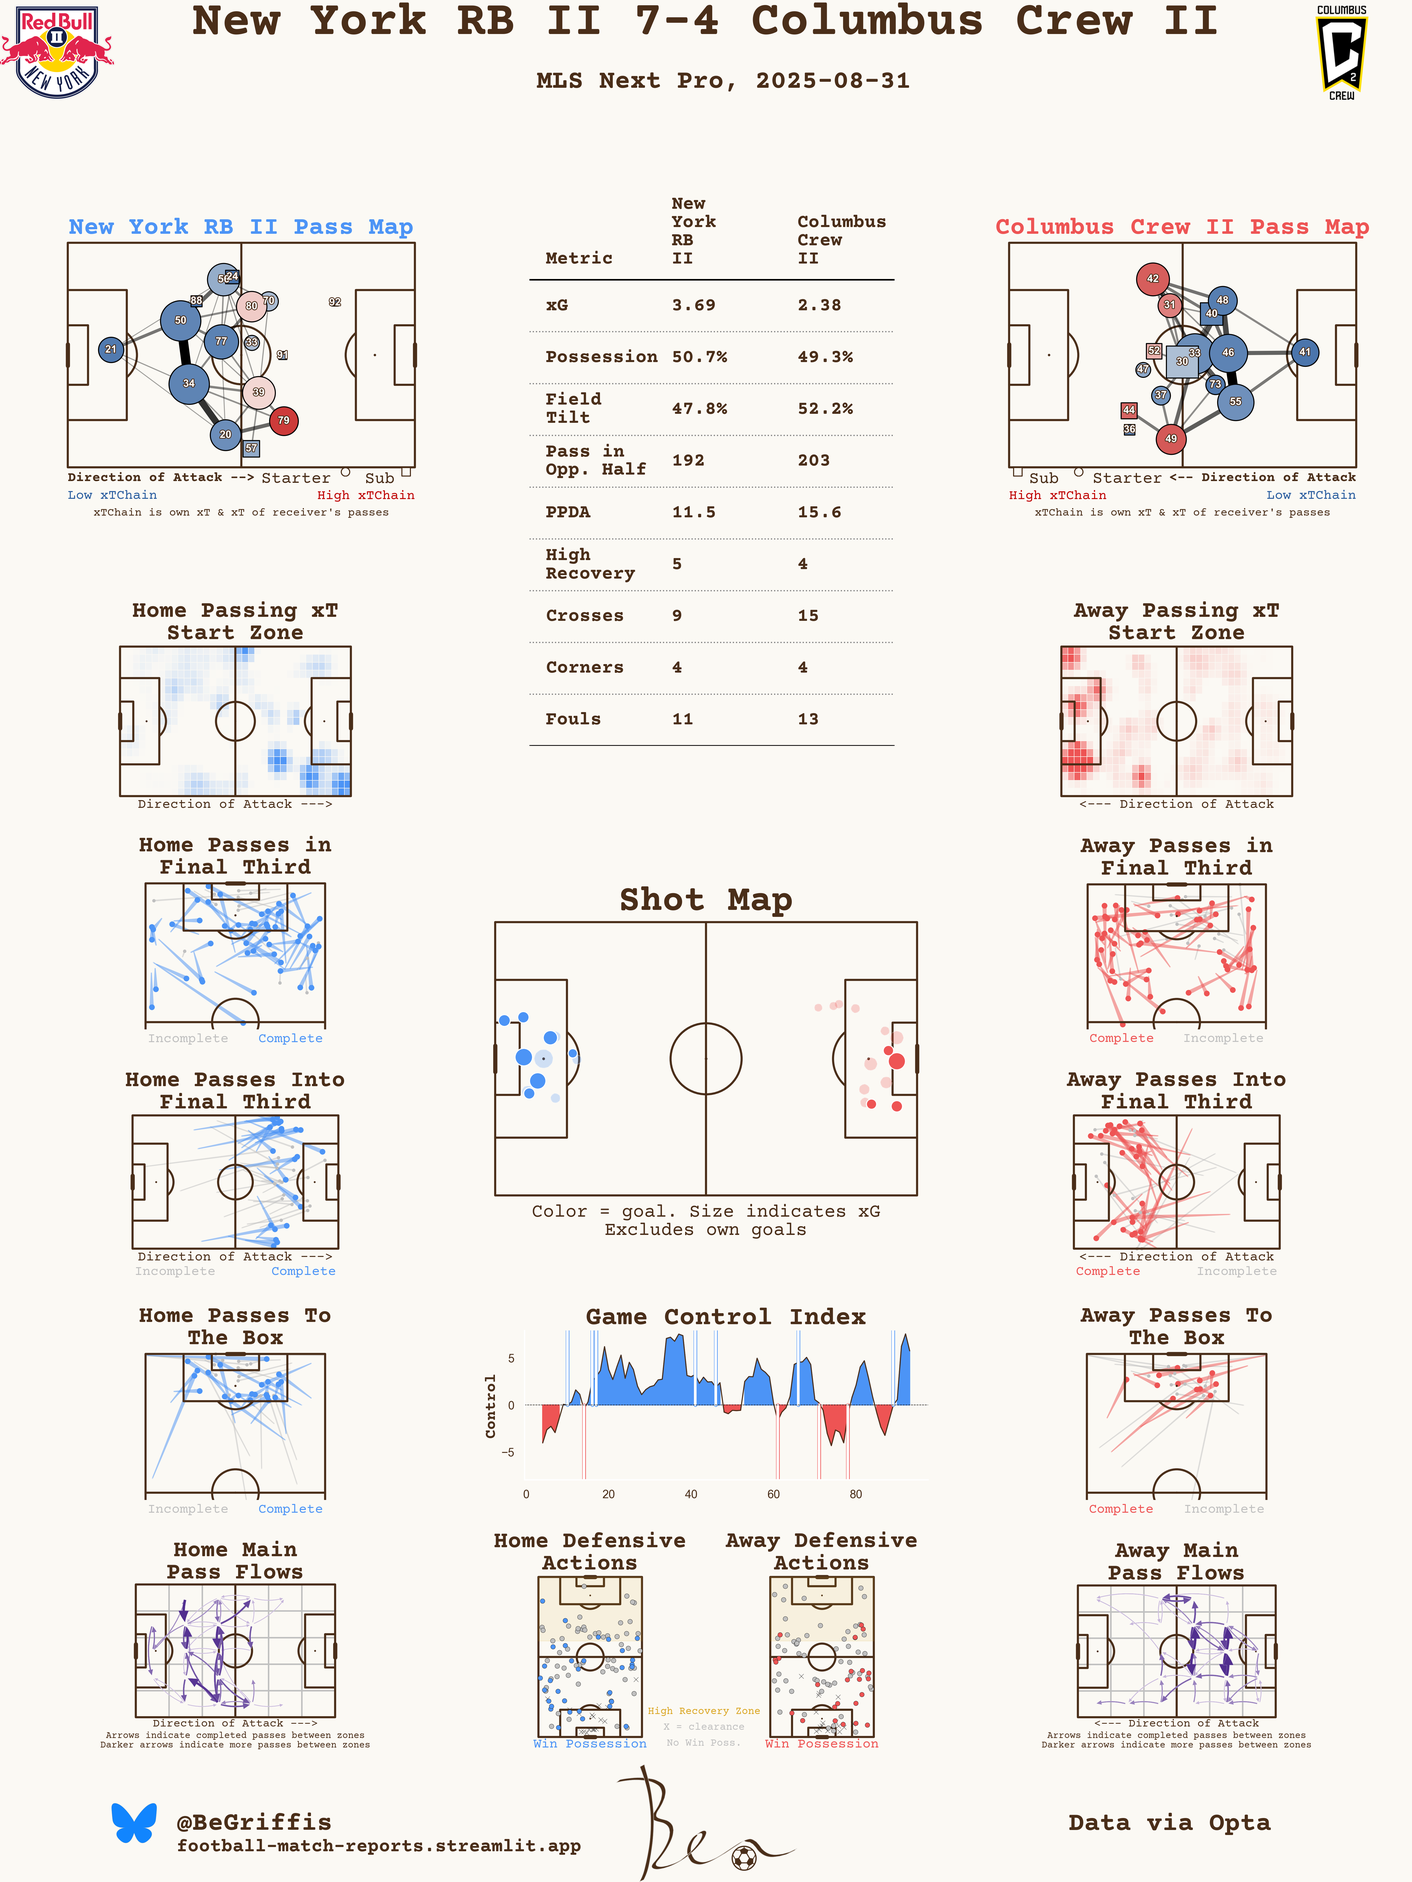 New York RB II 7-4 Columbus Crew II
MLS Next Pro, 2025-08-31
Red Bull
II
NEW YORK
COLUMBUS
C
2
CREW
New York RB II Pass Map
21
50
34
88
24
77
20
80
70
33
91
39
79
57
92
Direction of Attack --> Starter Sub
Low xTChain High xTChain
xTChain is own xT & xT of receiver's passes
Metric New York RB II Columbus Crew II
xG 3.69 2.38
Possession 50.7% 49.3%
Field Tilt 47.8% 52.2%
Pass in Opp. Half 192 203
PPDA 11.5 15.6
High Recovery 5 4
Crosses 9 15
Corners 4 4
Fouls 11 13
Columbus Crew II Pass Map
42
31
48
40
52
33
30
46
41
47
73
37
55
44
36
49
Sub Starter <-- Direction of Attack
High xTChain Low xTChain
xTChain is own xT & xT of receiver's passes
Home Passing xT
Start Zone
Direction of Attack --->
Away Passing xT
Start Zone
<--- Direction of Attack
Home Passes in
Final Third
Incomplete Complete
Away Passes in
Final Third
Complete Incomplete
Shot Map
Color = goal. Size indicates xG
Excludes own goals
Home Passes Into
Final Third
Direction of Attack --->
Incomplete Complete
Away Passes Into
Final Third
<--- Direction of Attack
Complete Incomplete
Home Passes To
The Box
Incomplete Complete
Game Control Index
Control
5
0
−5
0 20 40 60 80
Away Passes To
The Box
Complete Incomplete
Home Main
Pass Flows
Direction of Attack --->
Arrows indicate completed passes between zones
Darker arrows indicate more passes between zones
Home Defensive
Actions
Win Possession
High Recovery Zone
X = clearance
No Win Poss.
Away Defensive
Actions
Win Possession
Away Main
Pass Flows
<--- Direction of Attack
Arrows indicate completed passes between zones
Darker arrows indicate more passes between zones
@BeGriffis
football-match-reports.streamlit.app
Ben
Data via Opta